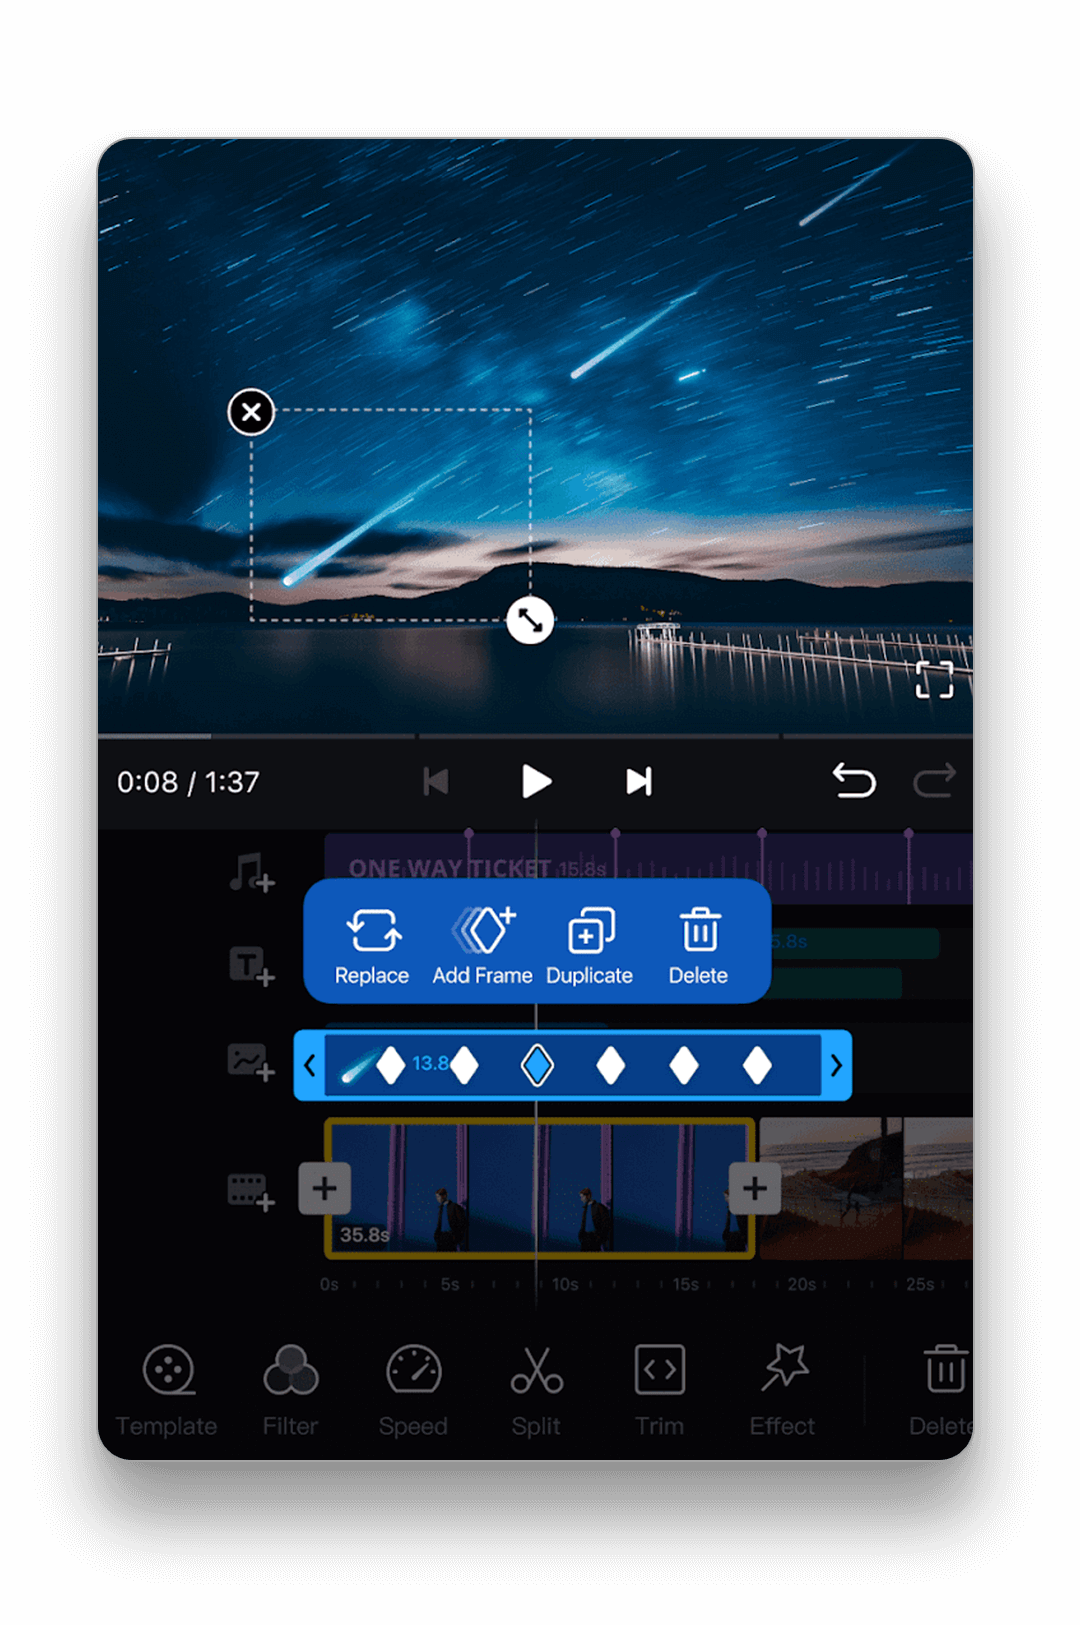 0:08 / 1:37
ONE WAY TICKET 15.8s
Replace Add Frame Duplicate Delete
5.8s
T
13.8
35.8s
0s 5s 10s 15s 20s 25s
Template Filter Speed Split Trim Effect Delete